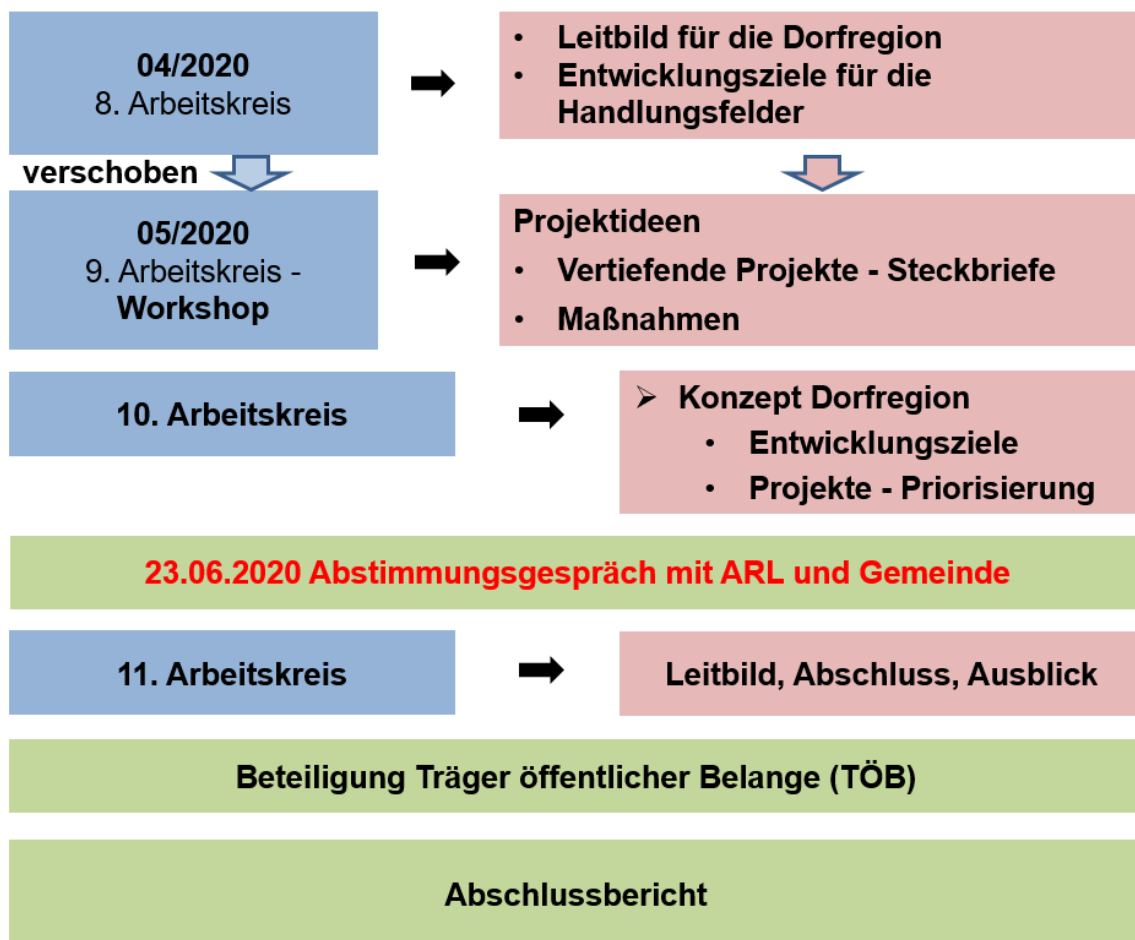 04/2020
8. Arbeitskreis
• Leitbild für die Dorfregion
• Entwicklungsziele für die
Handlungsfelder
verschoben
05/2020
9. Arbeitskreis -
Workshop
Projektideen
• Vertiefende Projekte - Steckbriefe
• Maßnahmen
10. Arbeitskreis
➢ Konzept Dorfregion
• Entwicklungsziele
• Projekte - Priorisierung
23.06.2020 Abstimmungsgespräch mit ARL und Gemeinde
11. Arbeitskreis
Leitbild, Abschluss, Ausblick
Beteiligung Träger öffentlicher Belange (TÖB)
Abschlussbericht